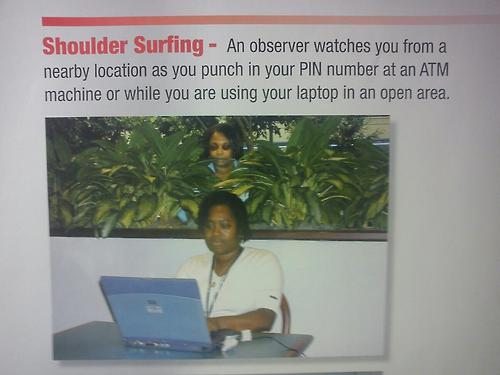 Shoulder Surfing - An observer watches you from a
nearby location as you punch in your PIN number at an ATM
machine or while you are using your laptop in an open area.